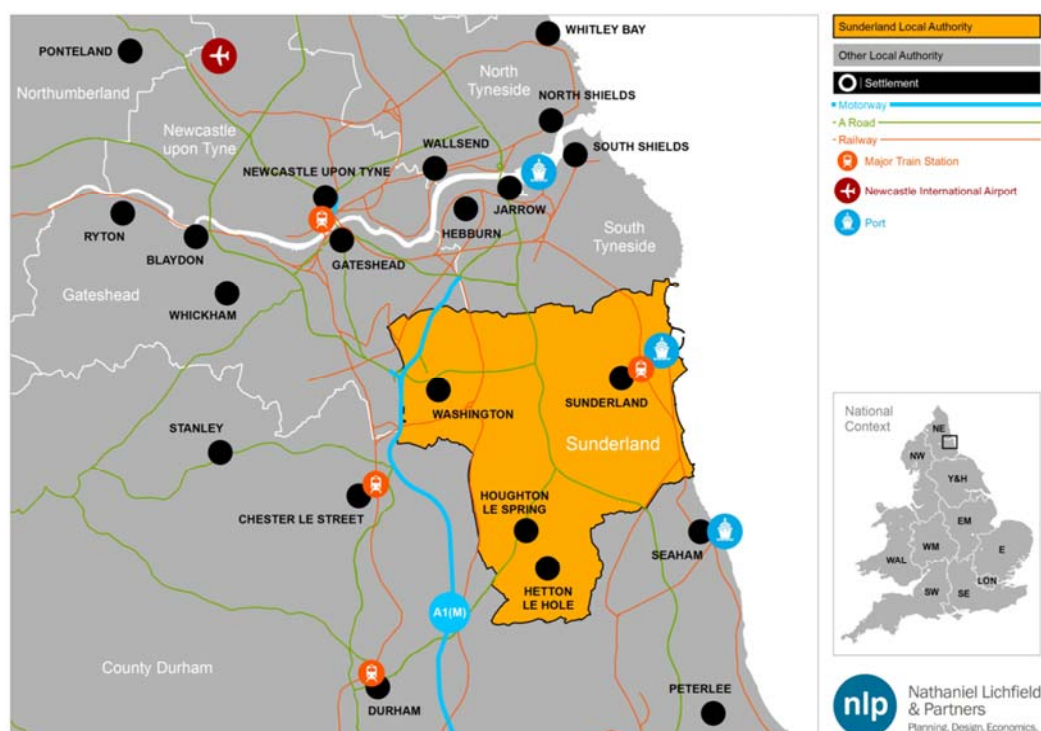 WHITLEY BAY
PONTELAND
North
Tyneside
Northumberland
NORTH SHIELDS
Newcastle
upon Tyne
WALLSEND
SOUTH SHIELDS
NEWCASTLE UPON TYNE
JARROW
RYTON
HEBBURN
South
Tyneside
BLAYDON
GATESHEAD
Gateshead
WHICKHAM
SUNDERLAND
WASHINGTON
STANLEY
Sunderland
HOUGHTON
LE SPRING
CHESTER LE STREET
SEAHAM
HETTON
LE HOLE
A1(M)
County Durham
DURHAM
PETERLEE
Sunderland Local Authority
Other Local Authority
Settlement
Motorway
A Road
Railway
Major Train Station
Newcastle International Airport
Port
National
Context
NE
NW
Y&H
EM
WM
WAL
E
LON
SW
SE
nlp
Nathaniel Lichfield
& Partners
Planning. Design. Economics.